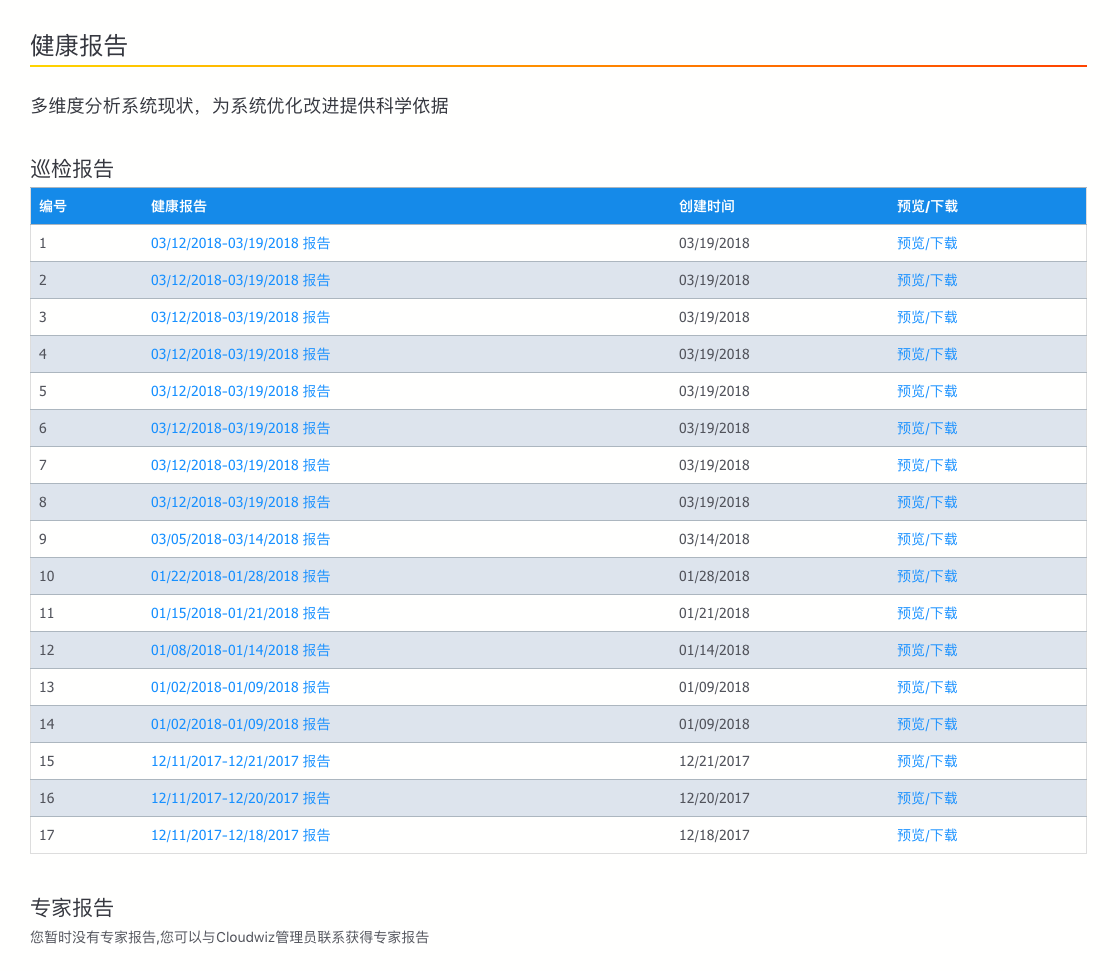 健康报告
多维度分析系统现状，为系统优化改进提供科学依据
巡检报告
编号 健康报告 创建时间 预览/下载
1 03/12/2018-03/19/2018 报告 03/19/2018 预览/下载
2 03/12/2018-03/19/2018 报告 03/19/2018 预览/下载
3 03/12/2018-03/19/2018 报告 03/19/2018 预览/下载
4 03/12/2018-03/19/2018 报告 03/19/2018 预览/下载
5 03/12/2018-03/19/2018 报告 03/19/2018 预览/下载
6 03/12/2018-03/19/2018 报告 03/19/2018 预览/下载
7 03/12/2018-03/19/2018 报告 03/19/2018 预览/下载
8 03/12/2018-03/19/2018 报告 03/19/2018 预览/下载
9 03/05/2018-03/14/2018 报告 03/14/2018 预览/下载
10 01/22/2018-01/28/2018 报告 01/28/2018 预览/下载
11 01/15/2018-01/21/2018 报告 01/21/2018 预览/下载
12 01/08/2018-01/14/2018 报告 01/14/2018 预览/下载
13 01/02/2018-01/09/2018 报告 01/09/2018 预览/下载
14 01/02/2018-01/09/2018 报告 01/09/2018 预览/下载
15 12/11/2017-12/21/2017 报告 12/21/2017 预览/下载
16 12/11/2017-12/20/2017 报告 12/20/2017 预览/下载
17 12/11/2017-12/18/2017 报告 12/18/2017 预览/下载
专家报告
您暂时没有专家报告,您可以与Cloudwiz管理员联系获得专家报告